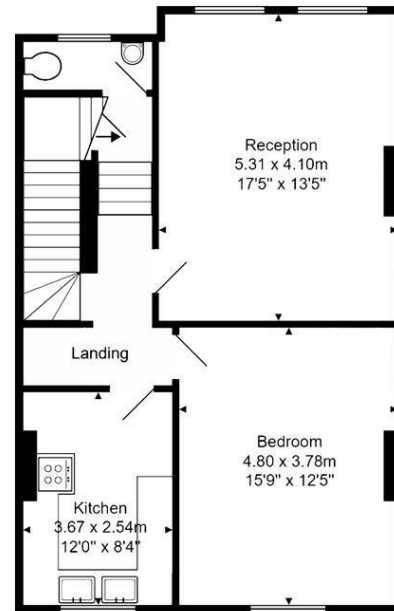 Reception
5.31 x 4.10m
17'5" x 13'5"
Landing
Bedroom
4.80 x 3.78m
15'9" x 12'5"
Kitchen
3.67 x 2.54m
12'0" x 8'4"